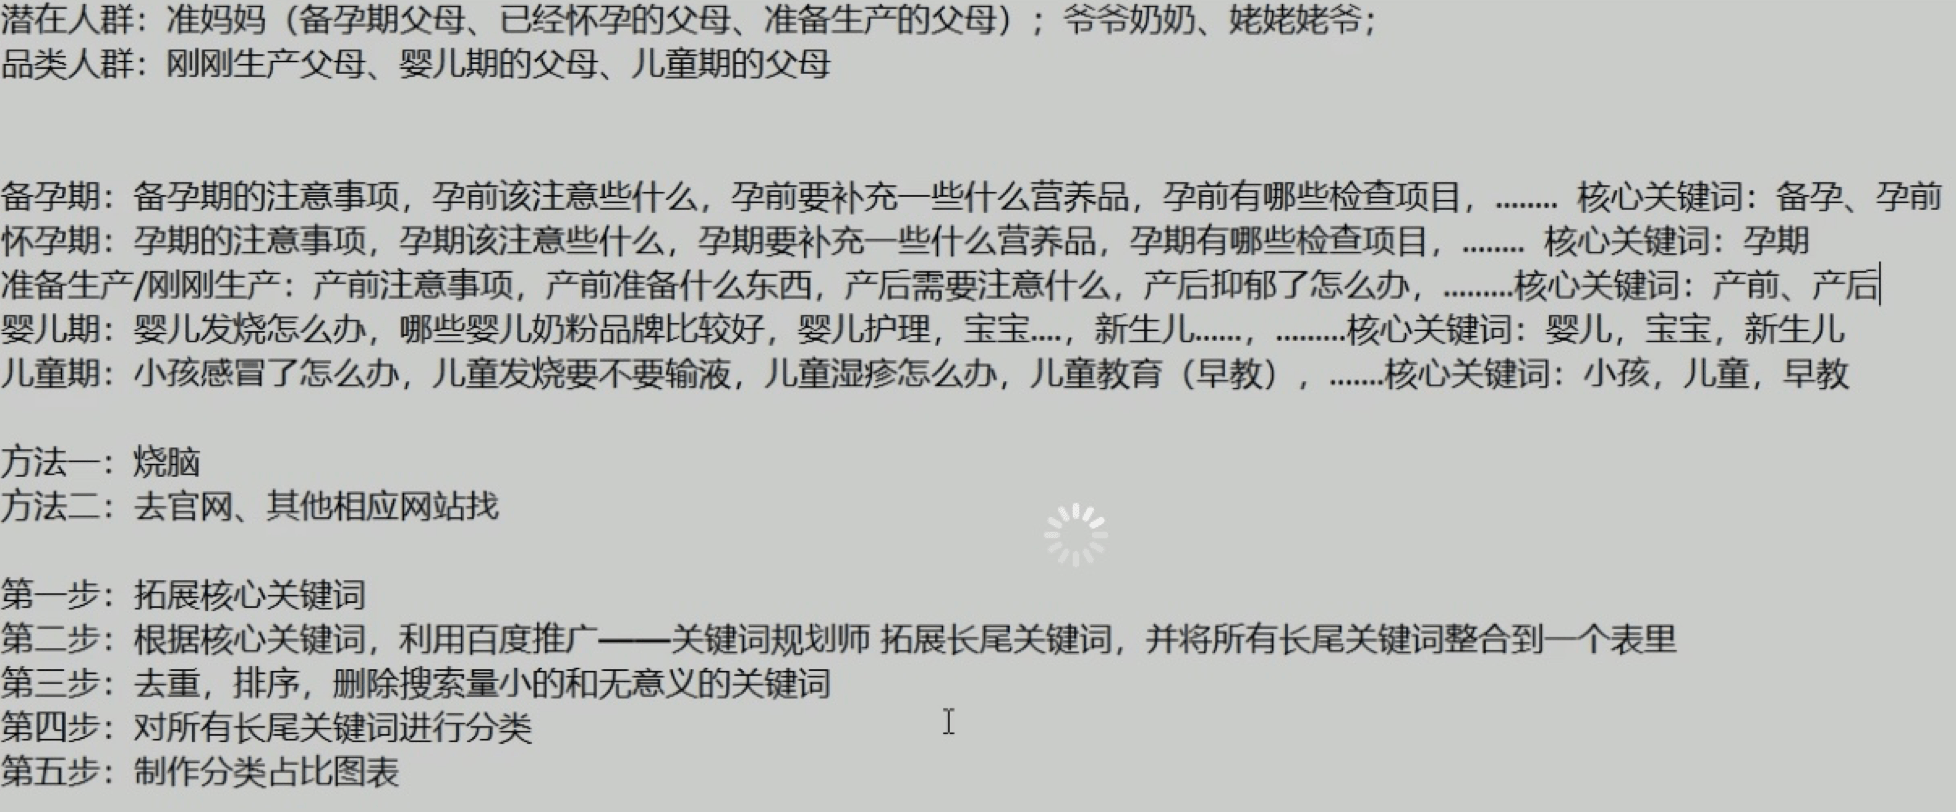 潜在人群：准妈妈（备孕期父母、已经怀孕的父母、准备生产的父母）；爷爷奶奶、姥姥姥爷；
品类人群：刚刚生产父母、婴儿期的父母、儿童期的父母
备孕期：备孕期的注意事项，孕前该注意些什么，孕前要补充一些什么营养品，孕前有哪些检查项目，........  核心关键词：备孕、孕前
怀孕期：孕期的注意事项，孕期该注意些什么，孕期要补充一些什么营养品，孕期有哪些检查项目，........  核心关键词：孕期
准备生产/刚刚生产：产前注意事项，产前准备什么东西，产后需要注意什么，产后抑郁了怎么办，.........核心关键词：产前、产后
婴儿期：婴儿发烧怎么办，哪些婴儿奶粉品牌比较好，婴儿护理，宝宝....，新生儿......，.........核心关键词：婴儿，宝宝，新生儿
儿童期：小孩感冒了怎么办，儿童发烧要不要输液，儿童湿疹怎么办，儿童教育（早教），.......核心关键词：小孩，儿童，早教
方法一：烧脑
方法二：去官网、其他相应网站找
第一步：拓展核心关键词
第二步：根据核心关键词，利用百度推广——关键词规划师 拓展长尾关键词，并将所有长尾关键词整合到一个表里
第三步：去重，排序，删除搜索量小的和无意义的关键词
第四步：对所有长尾关键词进行分类
第五步：制作分类占比图表